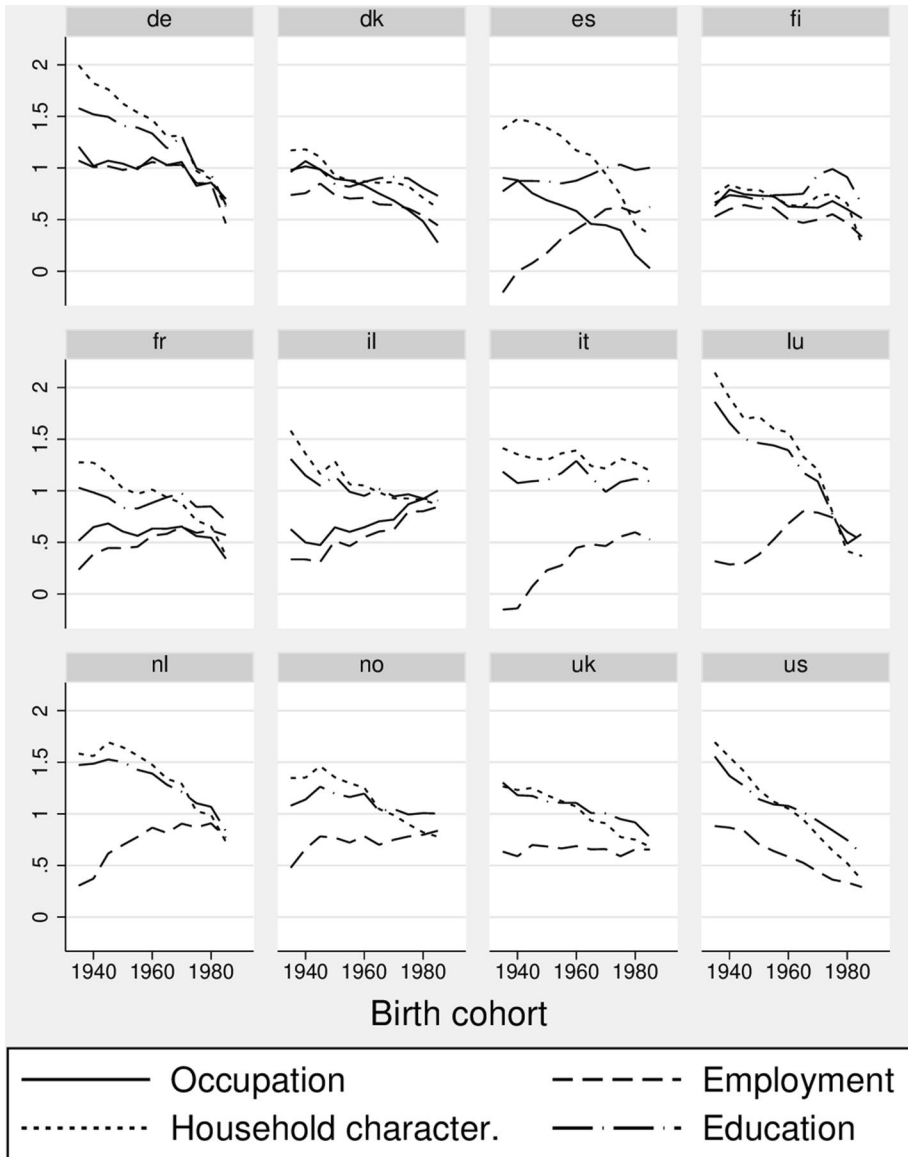 de dk es fi
0 .5 1 1.5 2
fr il it lu
0 .5 1 1.5 2
nl no uk us
0 .5 1 1.5 2
1940 1960 1980 1940 1960 1980 1940 1960 1980 1940 1960 1980
Birth cohort
Occupation Employment
Household character. Education